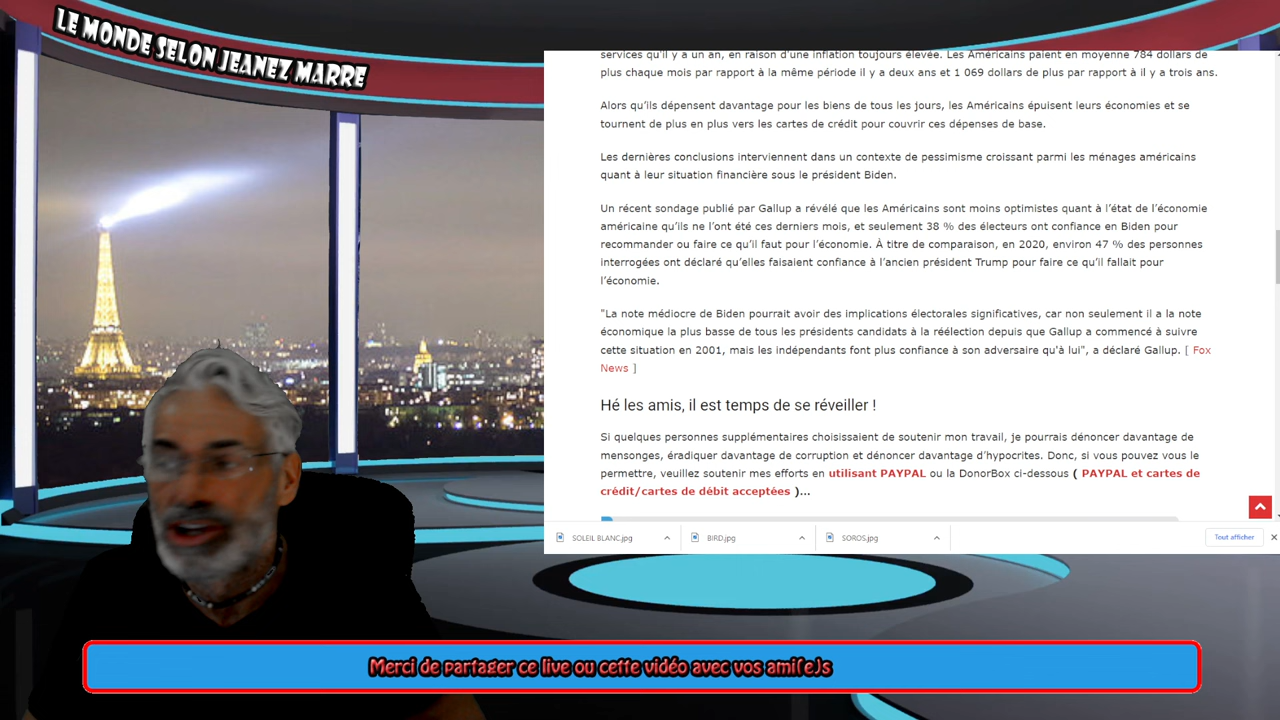 LE MONDE SELON JEANEZ MARRE
services qu'il y a un an, en raison d'une inflation toujours élevée. Les Américains paient en moyenne 784 dollars de
plus chaque mois par rapport à la même période il y a deux ans et 1 069 dollars de plus par rapport à il y a trois ans.
Alors qu'ils dépensent davantage pour les biens de tous les jours, les Américains épuisent leurs économies et se
tournent de plus en plus vers les cartes de crédit pour couvrir ces dépenses de base.
Les dernières conclusions interviennent dans un contexte de pessimisme croissant parmi les ménages américains
quant à leur situation financière sous le président Biden.
Un récent sondage publié par Gallup a révélé que les Américains sont moins optimistes quant à l'état de l'économie
américaine qu'ils ne l'ont été ces derniers mois, et seulement 38 % des électeurs ont confiance en Biden pour
recommander ou faire ce qu'il faut pour l'économie. À titre de comparaison, en 2020, environ 47 % des personnes
interrogées ont déclaré qu'elles faisaient confiance à l'ancien président Trump pour faire ce qu'il fallait pour
l'économie.
"La note médiocre de Biden pourrait avoir des implications électorales significatives, car non seulement il a la note
économique la plus basse de tous les présidents candidats à la réélection depuis que Gallup a commencé à suivre
cette situation en 2001, mais les indépendants font plus confiance à son adversaire qu'à lui", a déclaré Gallup. [ Fox
News ]
Hé les amis, il est temps de se réveiller !
Si quelques personnes supplémentaires choisissaient de soutenir mon travail, je pourrais dénoncer davantage de
mensonges, éradiquer davantage de corruption et dénoncer davantage d'hypocrites. Donc, si vous pouvez vous le
permettre, veuillez soutenir mes efforts en utilisant PAYPAL ou la DonorBox ci-dessous ( PAYPAL et cartes de
crédit/cartes de débit acceptées )...
SOLEIL BLANC.jpg
BIRD.jpg
SOROS.jpg
Tout afficher
Merci de partager ce live ou cette vidéo avec vos ami(e)s